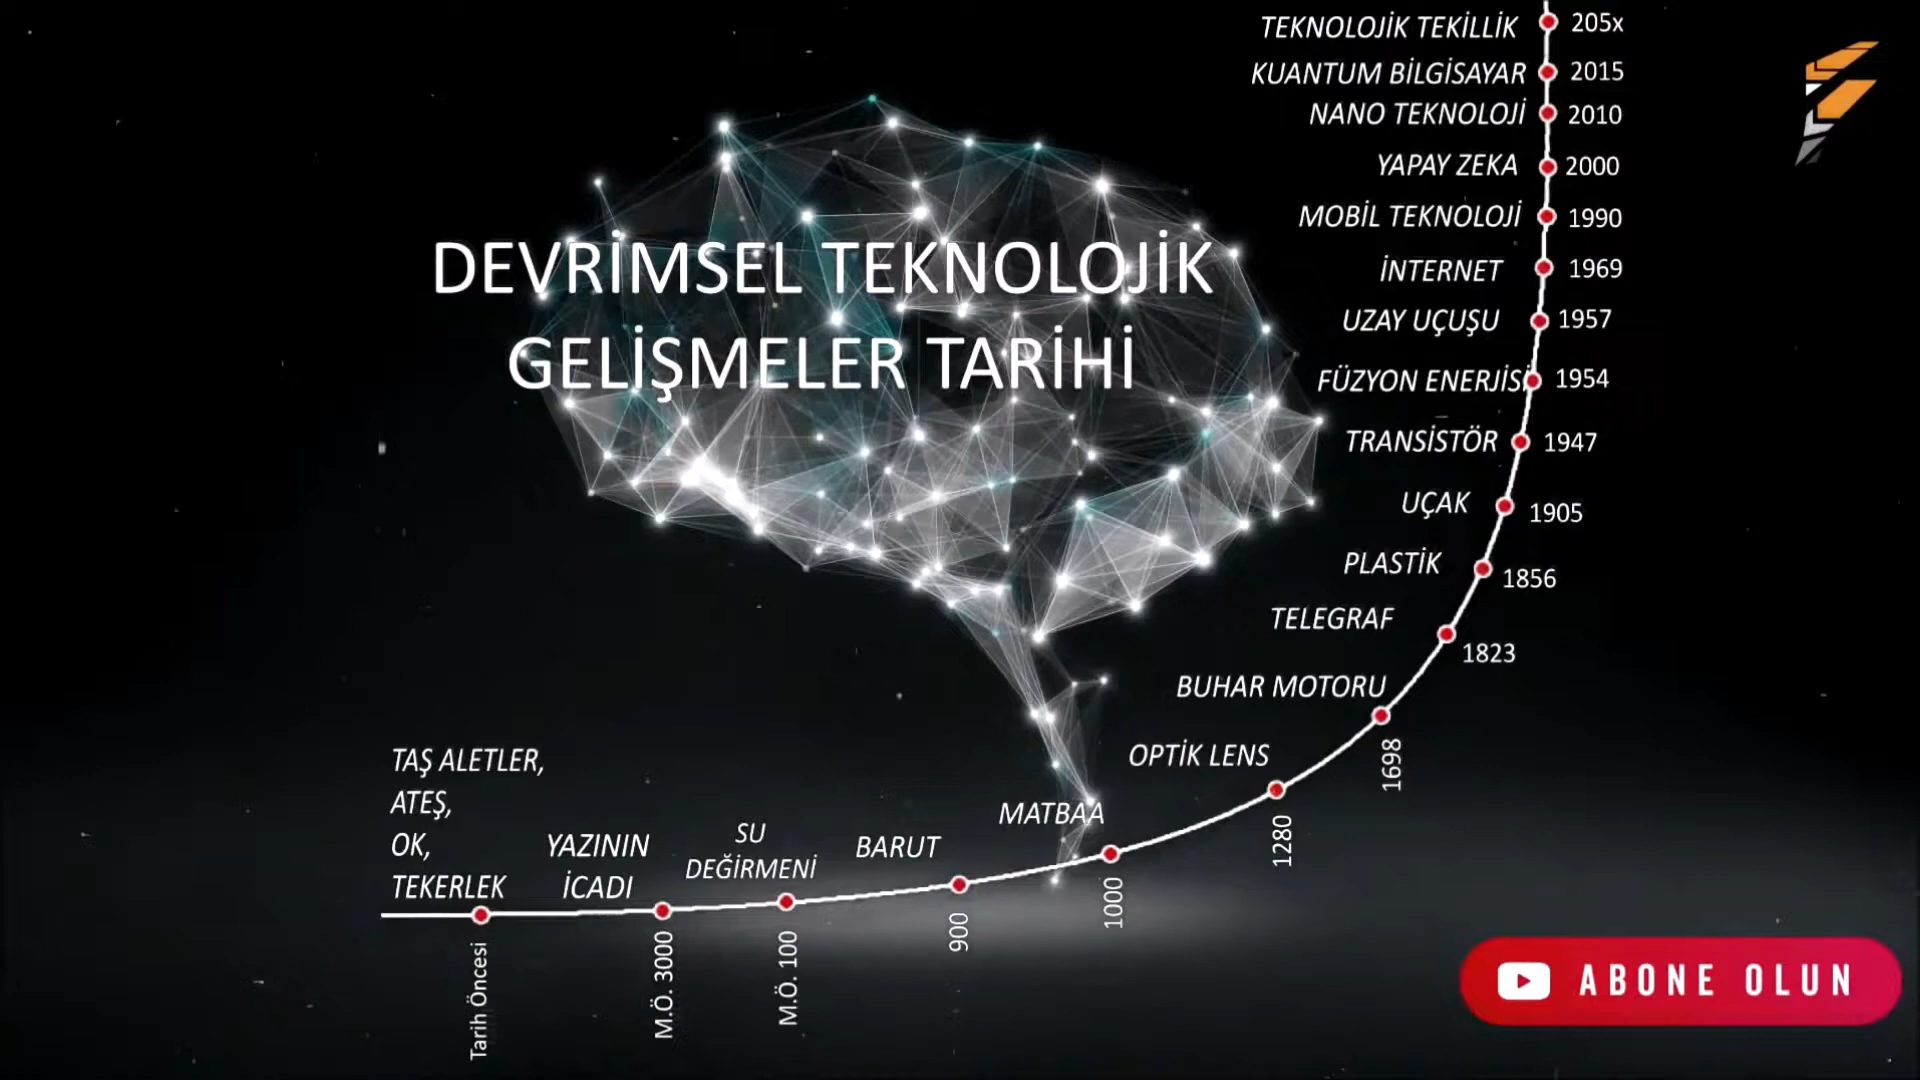 DEVRİMSEL TEKNOLOJİK
GELİŞMELER TARİHİ
TEKNOLOJİK TEKİLLİK 205x
KUANTUM BİLGİSAYAR 2015
NANO TEKNOLOJİ 2010
YAPAY ZEKA 2000
MOBİL TEKNOLOJİ 1990
İNTERNET 1969
UZAY UÇUŞU 1957
FÜZYON ENERJİSİ 1954
TRANSİSTÖR 1947
UÇAK 1905
PLASTİK 1856
TELEGRAF 1823
BUHAR MOTORU
1698
OPTİK LENS
1280
MATBAA
1000
BARUT
900
SU
DEĞİRMENİ
M.Ö. 100
YAZININ
İCADI
M.Ö. 3000
TAŞ ALETLER,
ATEŞ,
OK,
TEKERLEK
Tarih Öncesi
ABONE OLUN